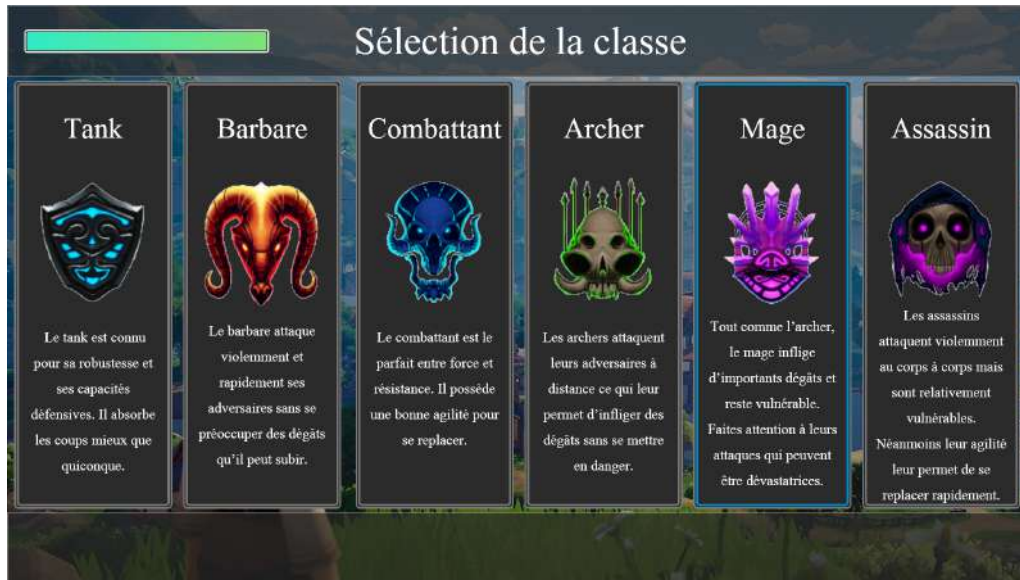 Sélection de la classe
Tank
Le tank est connu
pour sa robustesse et
ses capacités
défensives. Il absorbe
les coups mieux que
quiconque.
Barbare
Le barbare attaque
violemment et
rapidement ses
adversaires sans se
préoccuper des dégâts
qu’il peut subir.
Combattant
Le combattant est le
parfait entre force et
résistance. Il possède
une bonne agilité pour
se replacer.
Archer
Les archers attaquent
leurs adversaires à
distance ce qui leur
permet d’infliger des
dégâts sans se mettre
en danger.
Mage
Tout comme l’archer,
le mage inflige
d’importants dégâts et
reste vulnérable.
Faites attention à leurs
attaques qui peuvent
être dévastatrices.
Assassin
Les assassins
attaquent violemment
au corps à corps mais
sont relativement
vulnérables.
Néanmoins leur agilité
leur permet de se
replacer rapidement.